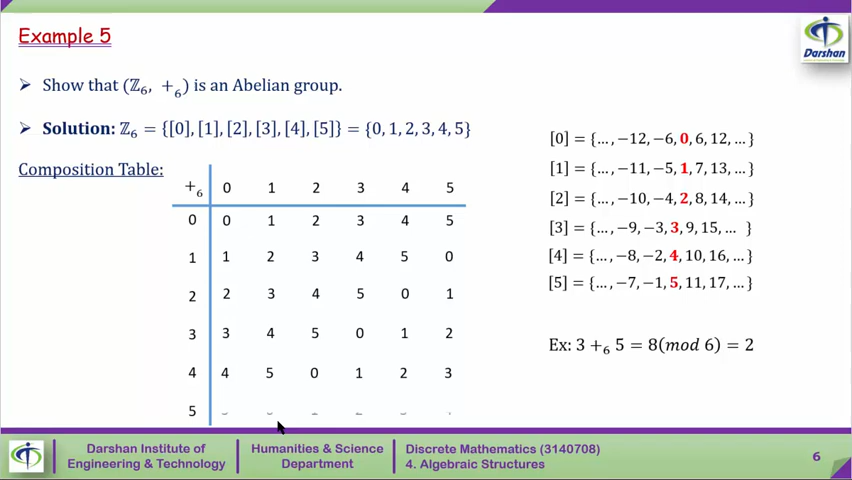 Example 5
Darshan
➢ Show that (ℤ₆, +₆) is an Abelian group.
➢ Solution: ℤ₆ = {[0], [1], [2], [3], [4], [5]} = {0, 1, 2, 3, 4, 5}
Composition Table:
+₆ 0 1 2 3 4 5
0 0 1 2 3 4 5
1 1 2 3 4 5 0
2 2 3 4 5 0 1
3 3 4 5 0 1 2
4 4 5 0 1 2 3
5
[0] = {…, −12, −6, 0, 6, 12, …}
[1] = {…, −11, −5, 1, 7, 13, …}
[2] = {…, −10, −4, 2, 8, 14, …}
[3] = {…, −9, −3, 3, 9, 15, … }
[4] = {…, −8, −2, 4, 10, 16, …}
[5] = {…, −7, −1, 5, 11, 17, …}
Ex: 3 +₆ 5 = 8(mod 6) = 2
Darshan Institute of
Engineering & Technology
Humanities & Science
Department
Discrete Mathematics (3140708)
4. Algebraic Structures
6